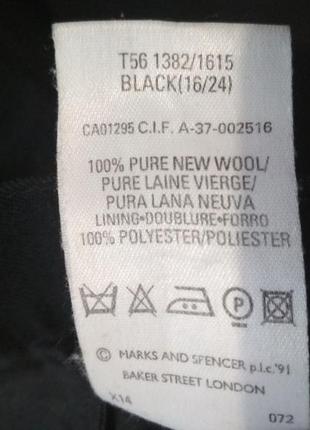 T56 1382/1615
BLACK(16/24)
CA01295 C.I.F. A-37-002516
100% PURE NEW WOOL/
PURE LAINE VIERGE/
PURA LANA NEUVA
LINING•DOUBLURE•FORRO
100% POLYESTER/POLIESTER
P
© MARKS AND SPENCER p.l.c.'91
BAKER STREET LONDON
X14
072